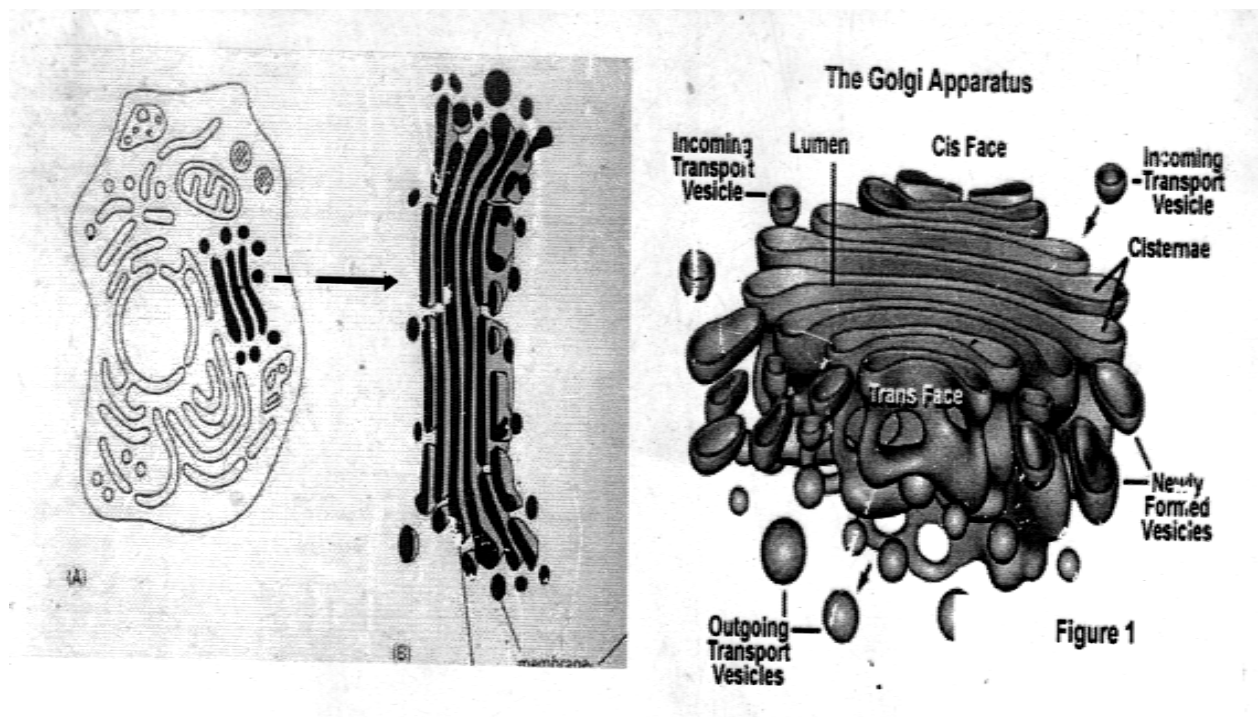 The Golgi Apparatus
Incoming
Transport
Vesicle
Lumen
Cis Face
Incoming
Transport
Vesicle
Cisternae
Trans Face
Newly
Formed
Vesicles
Outgoing
Transport
Vesicles
Figure 1
(A)
(B)
membrane